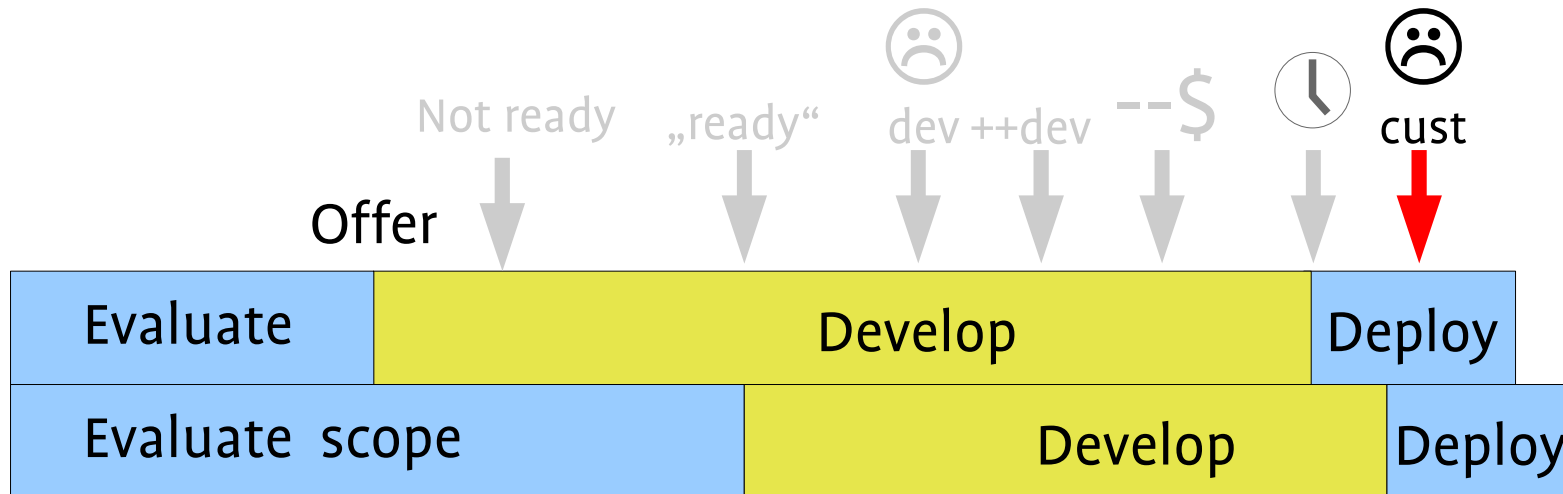 Not ready „ready“ dev ++dev --$ cust
Offer
Evaluate Develop Deploy
Evaluate scope Develop Deploy